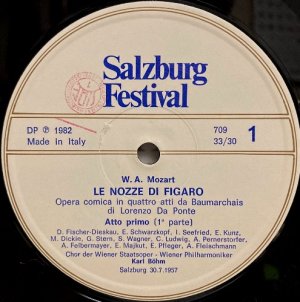 Salzburg
Festival
DP ℗ 1982
Made in Italy
709
33/30
1
W. A. Mozart
LE NOZZE DI FIGARO
Opera comica in quattro atti da Baumarchais
di Lorenzo Da Ponte
Atto primo (1ª parte)
D. Fischer-Dieskau, E. Schwarzkopf, I. Seefried, E. Kunz,
M. Dickie, G. Stern, S. Wagner, C. Ludwig, A. Pernerstorfer,
A. Felbermayer, E. Majkut, E. Pfleger, A. Fleischmann
Chor der Wiener Staatsoper - Wiener Philharmoniker
Karl Böhm
Salzburg 30.7.1957